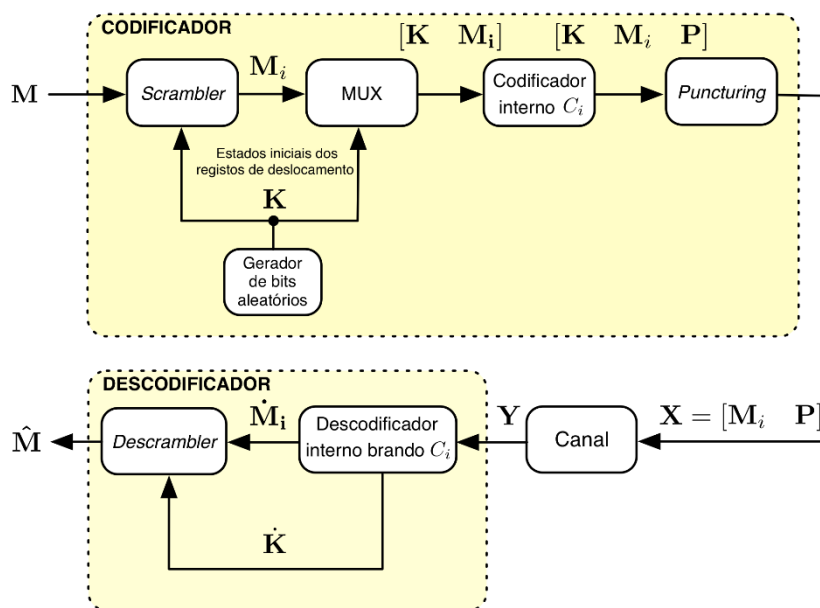 CODIFICADOR
[K M_i] [K M_i P]
M
Scrambler
M_i
MUX
Codificador
interno C_i
Puncturing
Estados iniciais dos
registos de deslocamento
K
Gerador
de bits
aleatórios
DESCODIFICADOR
M̂
Descrambler
Ṁ_i
Descodificador
interno brando C_i
Y
Canal
X = [M_i P]
K̇